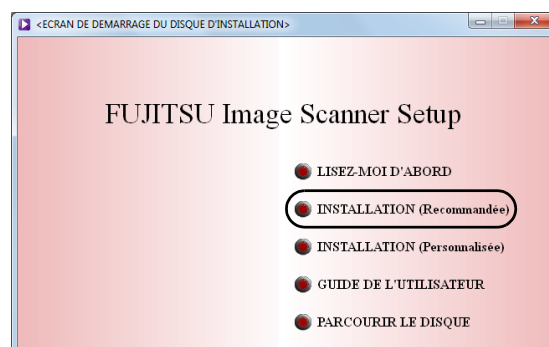 <ECRAN DE DEMARRAGE DU DISQUE D'INSTALLATION>
FUJITSU Image Scanner Setup
LISEZ-MOI D'ABORD
INSTALLATION (Recommandée)
INSTALLATION (Personnalisée)
GUIDE DE L'UTILISATEUR
PARCOURIR LE DISQUE